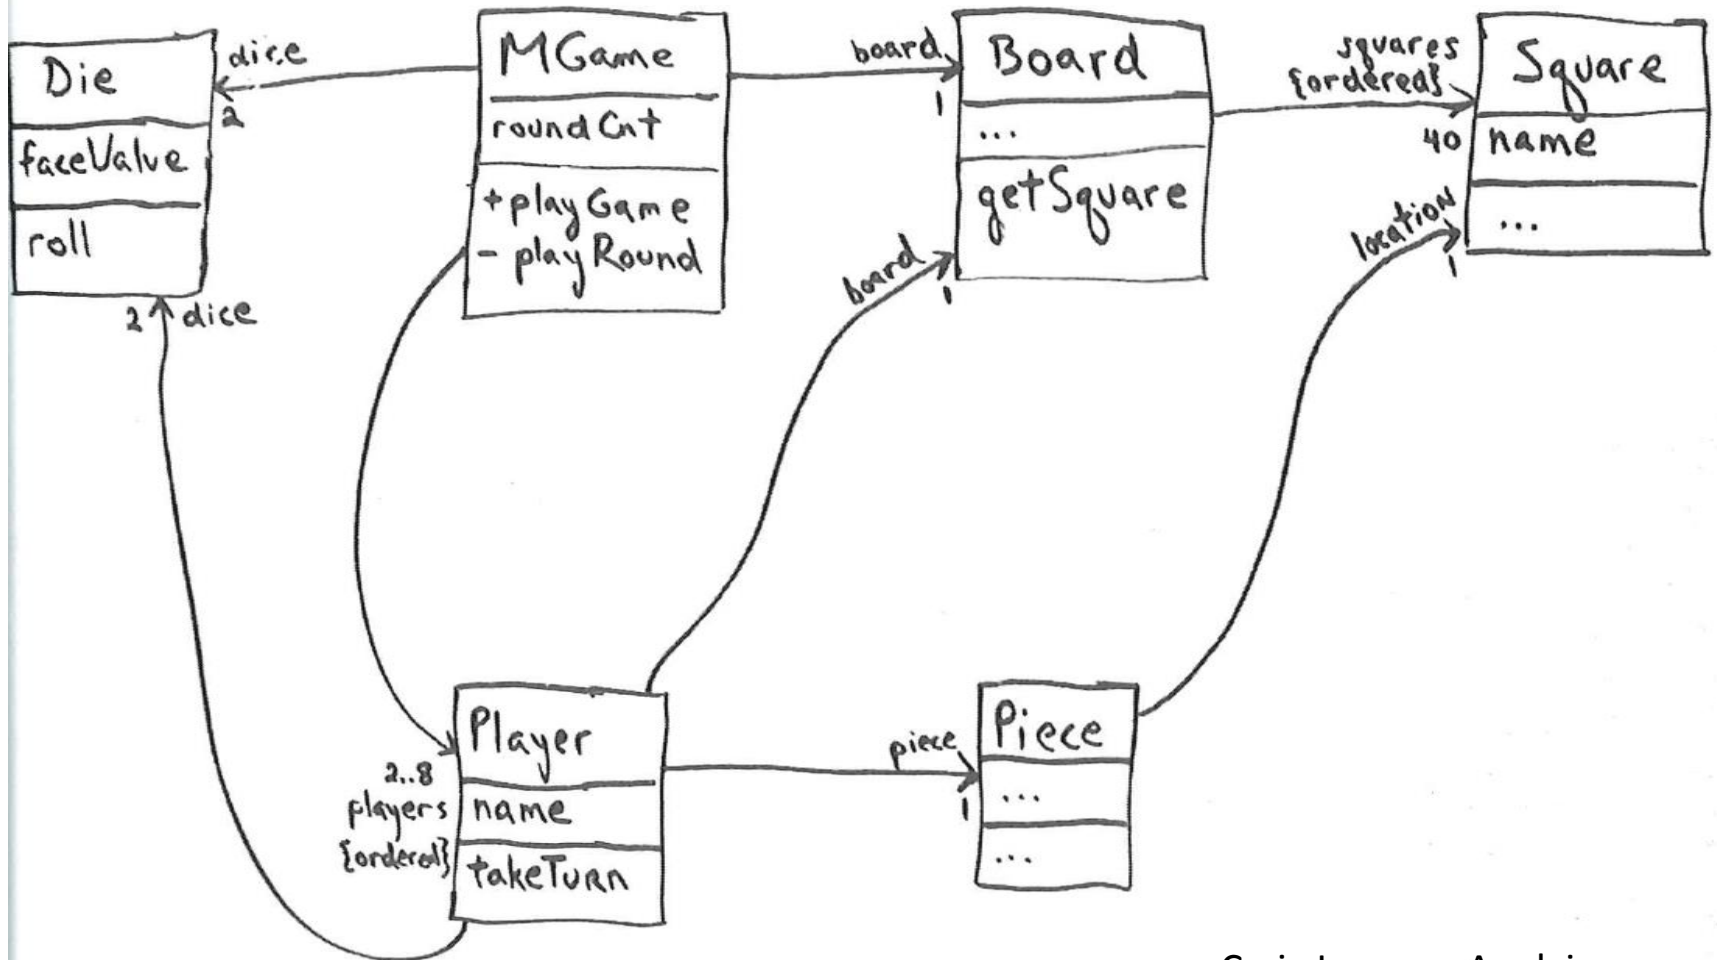 Die
faceValue
roll
dice
2
2
dice
MGame
roundCnt
+playGame
- playRound
board
1
Board
...
getSquare
board
1
squares
{ordered}
40
Square
name
...
location
1
2..8
players
{ordered}
Player
name
takeTurn
piece
1
Piece
...
...